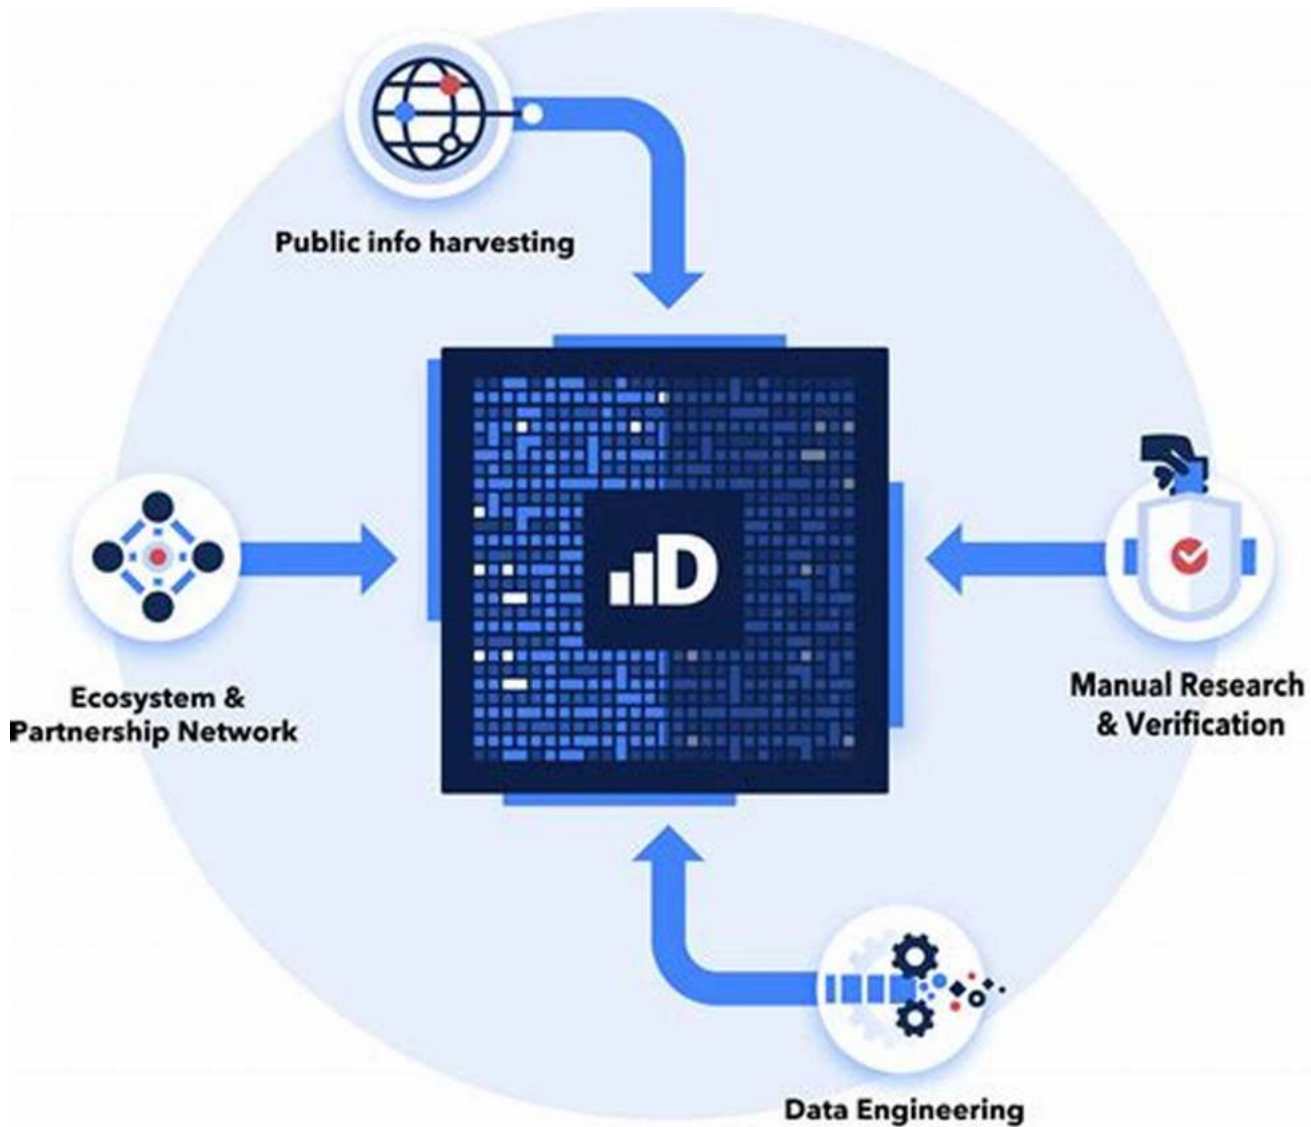 Public info harvesting
D
Ecosystem &
Partnership Network
Manual Research
& Verification
Data Engineering